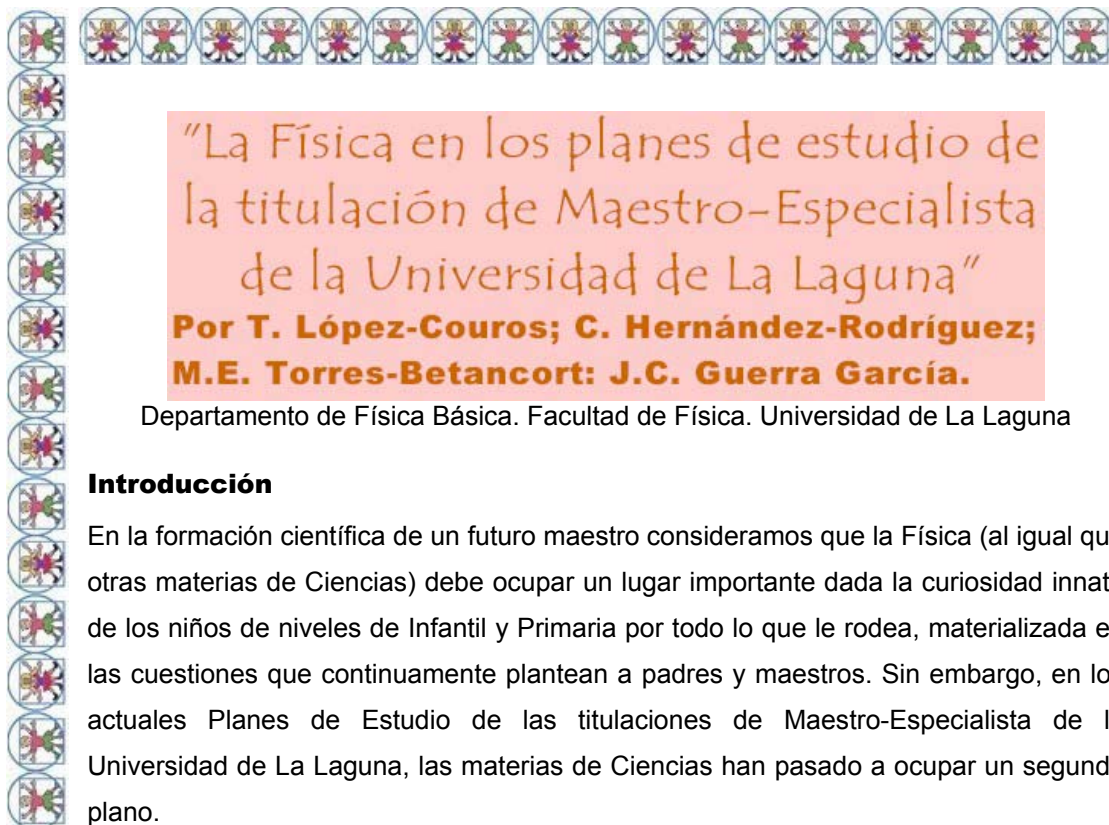 "La Física en los planes de estudio de
la titulación de Maestro-Especialista
de la Universidad de La Laguna"
Por T. López-Couros; C. Hernández-Rodríguez;
M.E. Torres-Betancort: J.C. Guerra García.
Departamento de Física Básica. Facultad de Física. Universidad de La Laguna
Introducción
En la formación científica de un futuro maestro consideramos que la Física (al igual qu
otras materias de Ciencias) debe ocupar un lugar importante dada la curiosidad innat
de los niños de niveles de Infantil y Primaria por todo lo que le rodea, materializada e
las cuestiones que continuamente plantean a padres y maestros. Sin embargo, en lo
actuales Planes de Estudio de las titulaciones de Maestro-Especialista de l
Universidad de La Laguna, las materias de Ciencias han pasado a ocupar un segund
plano.